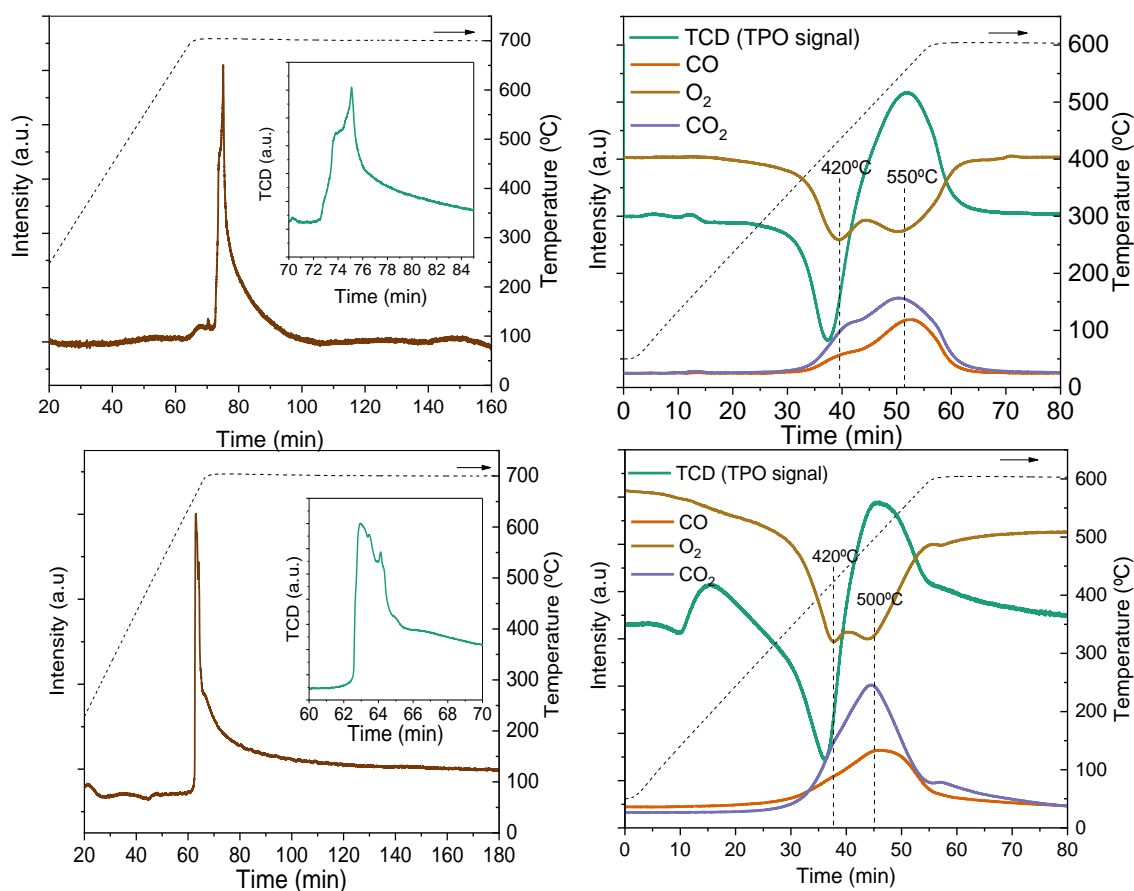 Intensity (a.u.)
TCD (a.u.)
70 72 74 76 78 80 82 84
Time (min)
700
600
500
400
300
200
100
0
Temperature (ºC)
20 40 60 80 100 120 140 160
Time (min)
Intensity (a.u)
TCD (TPO signal)
CO
O2
CO2
420ºC
550ºC
600
500
400
300
200
100
0
Temperature (ºC)
0 10 20 30 40 50 60 70 80
Time (min)
Intensity (a.u)
TCD (a.u.)
60 62 64 66 68 70
Time (min)
700
600
500
400
300
200
100
0
Temperature (ºC)
20 40 60 80 100 120 140 160 180
Time (min)
Intensity (a.u)
TCD (TPO signal)
CO
O2
CO2
420ºC
500ºC
600
500
400
300
200
100
0
Temperature (ºC)
0 10 20 30 40 50 60 70 80
Time (min)